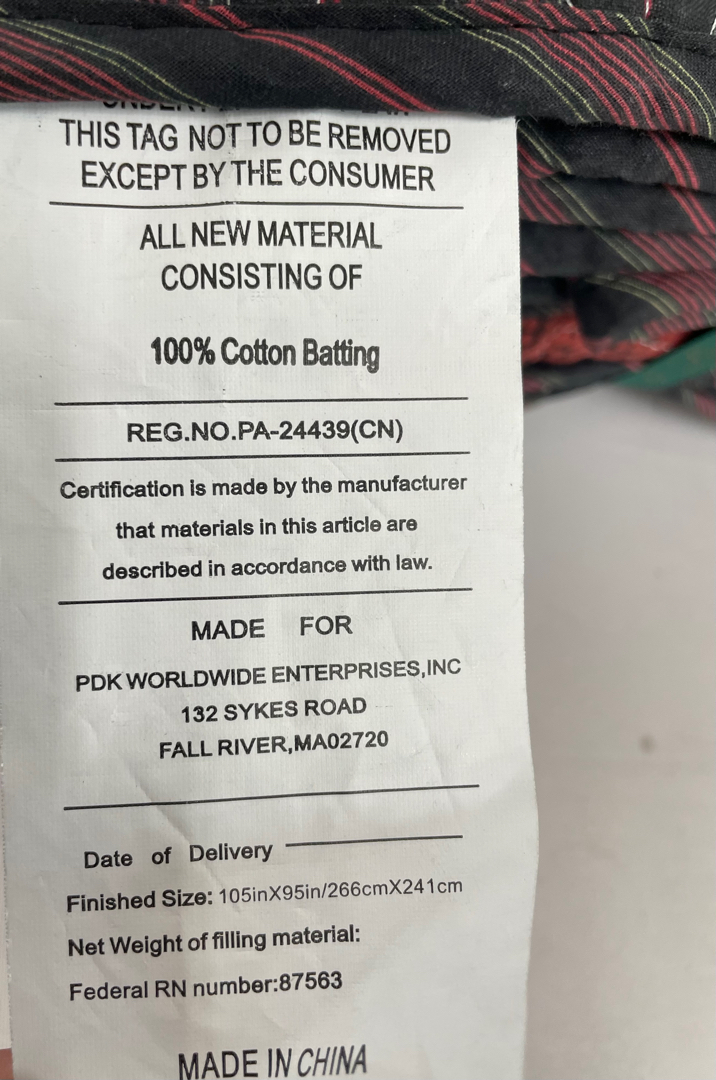 THIS TAG NOT TO BE REMOVED
EXCEPT BY THE CONSUMER
ALL NEW MATERIAL
CONSISTING OF
100% Cotton Batting
REG.NO.PA-24439(CN)
Certification is made by the manufacturer
that materials in this article are
described in accordance with law.
MADE FOR
PDK WORLDWIDE ENTERPRISES,INC
132 SYKES ROAD
FALL RIVER,MA02720
Date of Delivery
Finished Size: 105inX95in/266cmX241cm
Net Weight of filling material:
Federal RN number:87563
MADE IN CHINA